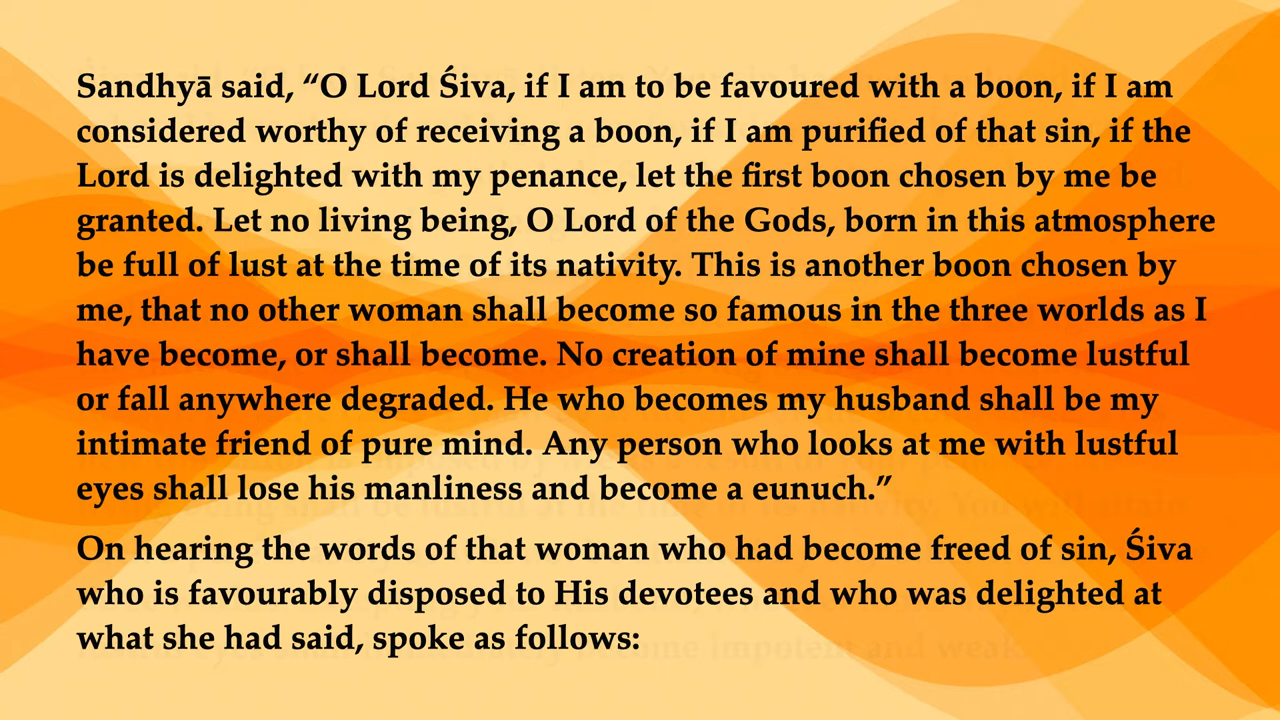 Sandhyā said, “O Lord Śiva, if I am to be favoured with a boon, if I am
considered worthy of receiving a boon, if I am purified of that sin, if the
Lord is delighted with my penance, let the first boon chosen by me be
granted. Let no living being, O Lord of the Gods, born in this atmosphere
be full of lust at the time of its nativity. This is another boon chosen by
me, that no other woman shall become so famous in the three worlds as I
have become, or shall become. No creation of mine shall become lustful
or fall anywhere degraded. He who becomes my husband shall be my
intimate friend of pure mind. Any person who looks at me with lustful
eyes shall lose his manliness and become a eunuch.”
On hearing the words of that woman who had become freed of sin, Śiva
who is favourably disposed to His devotees and who was delighted at
what she had said, spoke as follows: